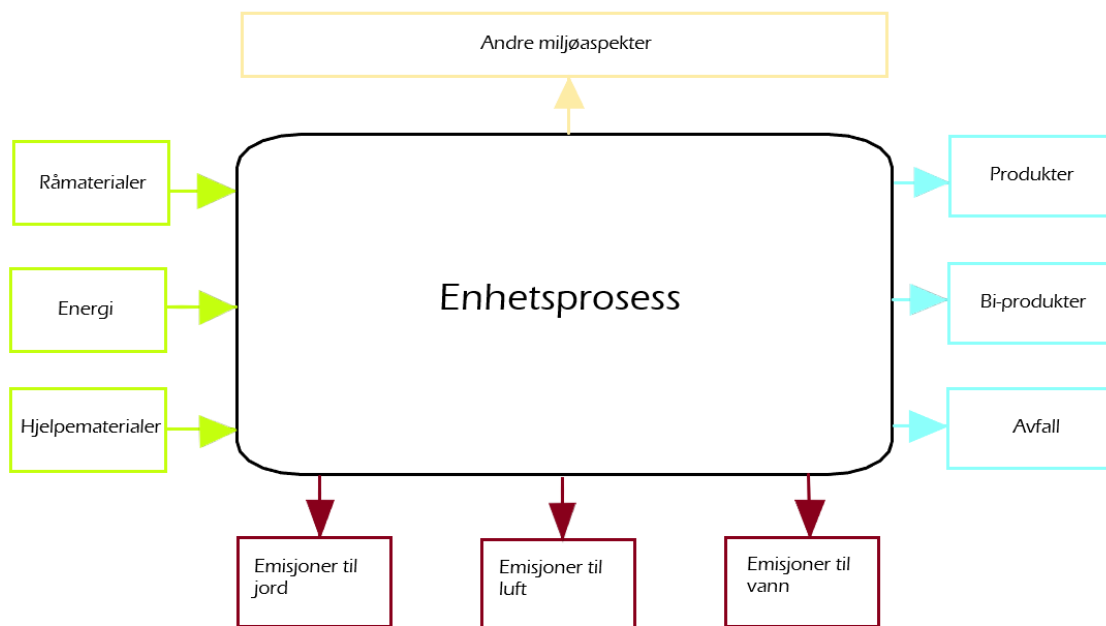 Andre miljøaspekter
Råmaterialer
Produkter
Enhetsprosess
Energi
Bi-produkter
Hjelpematerialer
Avfall
Emisjoner til
jord
Emisjoner til
luft
Emisjoner til
vann